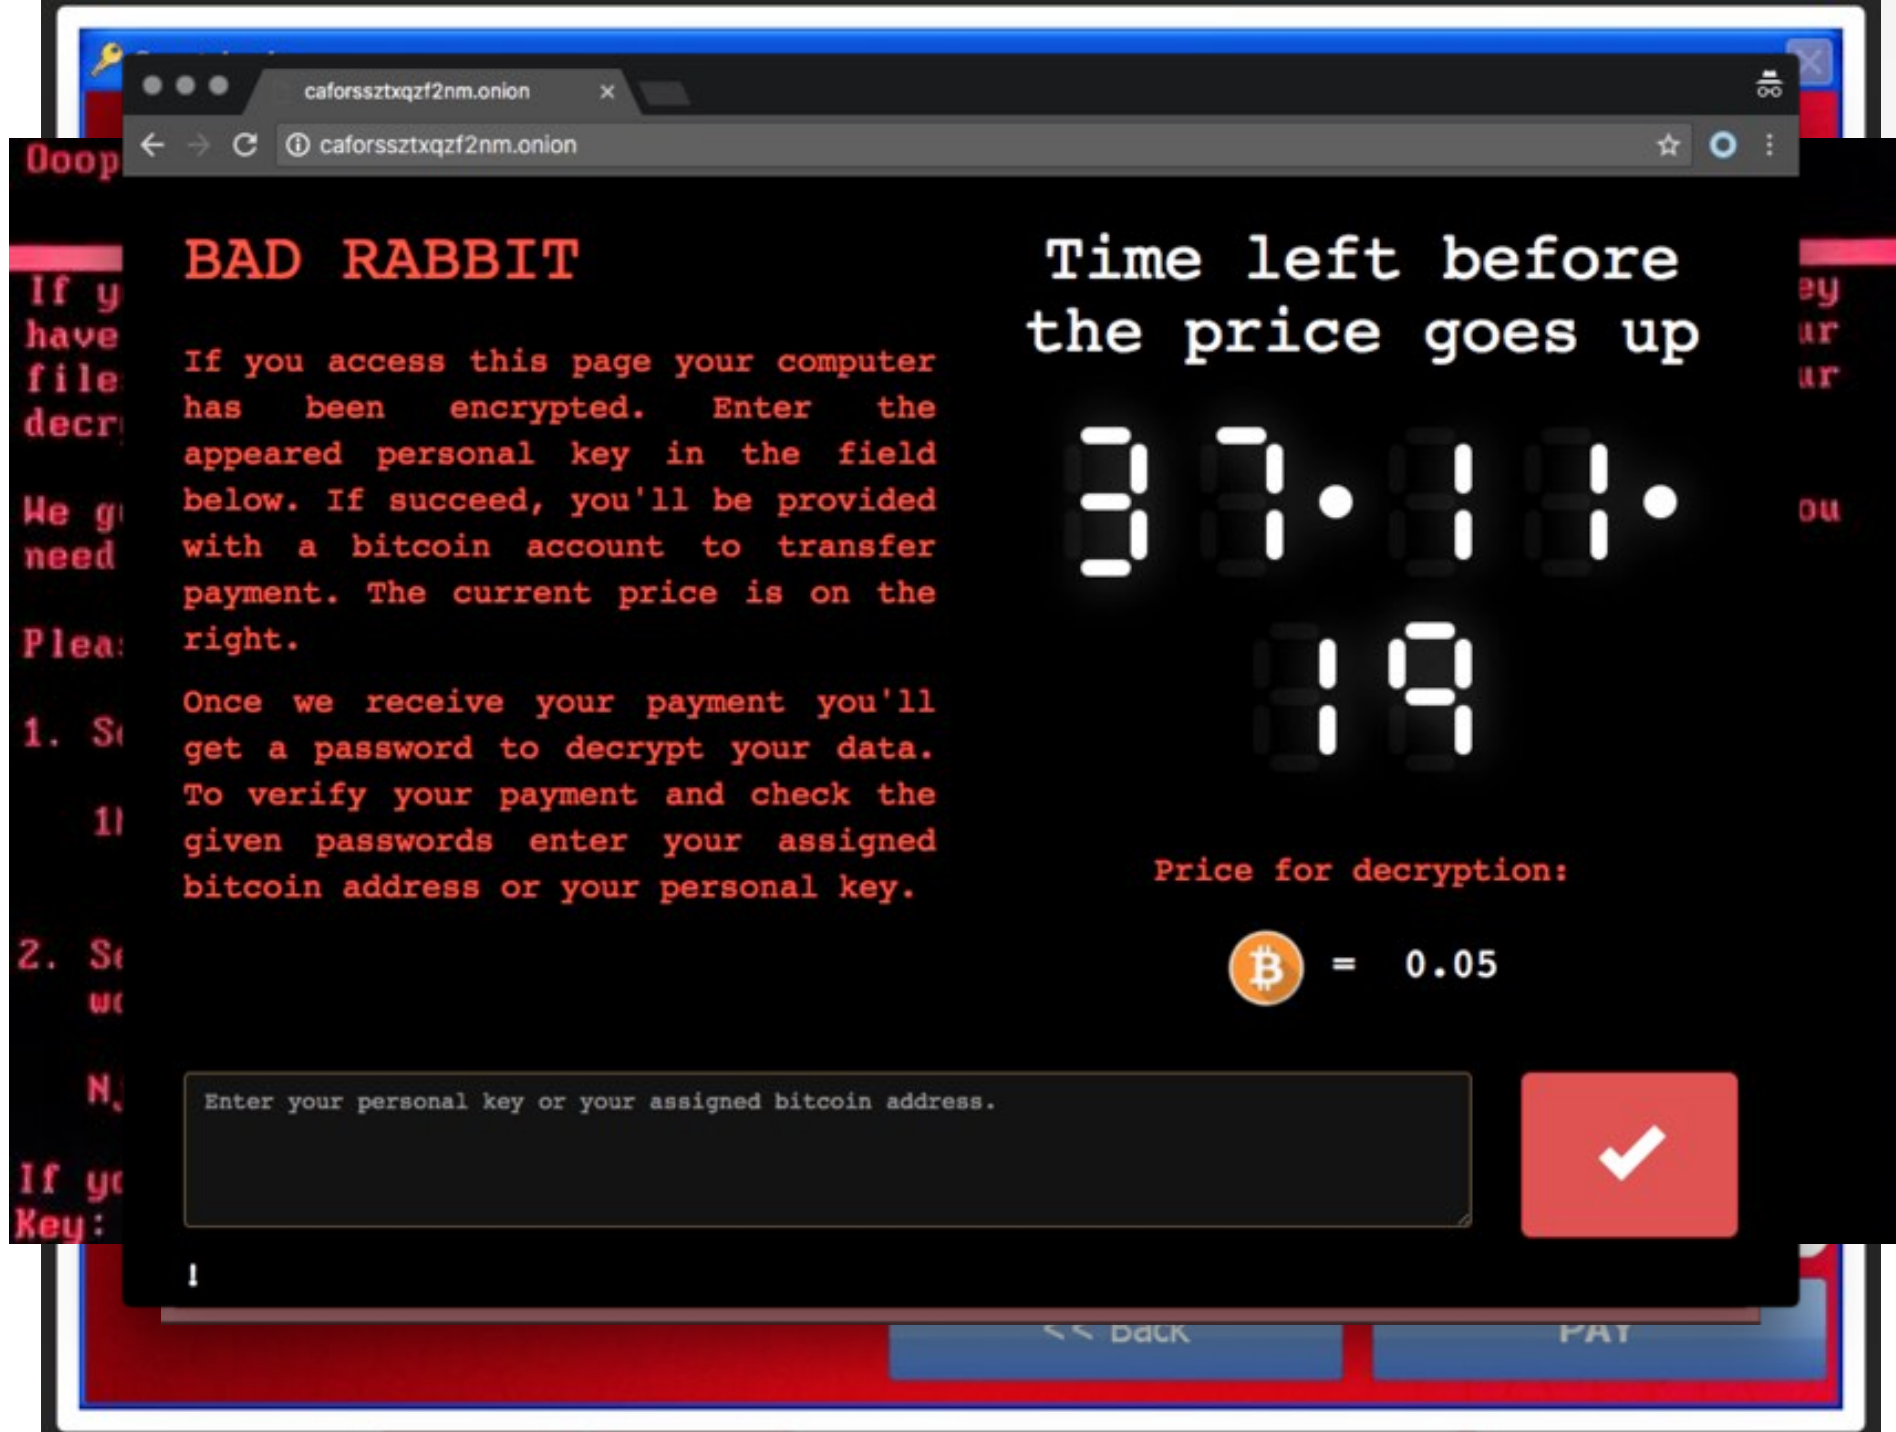 caforssztxqzf2nm.onion
caforssztxqzf2nm.onion
BAD RABBIT
If you access this page your computer
has been encrypted. Enter the
appeared personal key in the field
below. If succeed, you'll be provided
with a bitcoin account to transfer
payment. The current price is on the
right.
Once we receive your payment you'll
get a password to decrypt your data.
To verify your payment and check the
given passwords enter your assigned
bitcoin address or your personal key.
Time left before
the price goes up
37.11.
19
Price for decryption:
= 0.05
Enter your personal key or your assigned bitcoin address.
!
If
have
We
need
1.
2.
If
Key:
<< Back
PAY